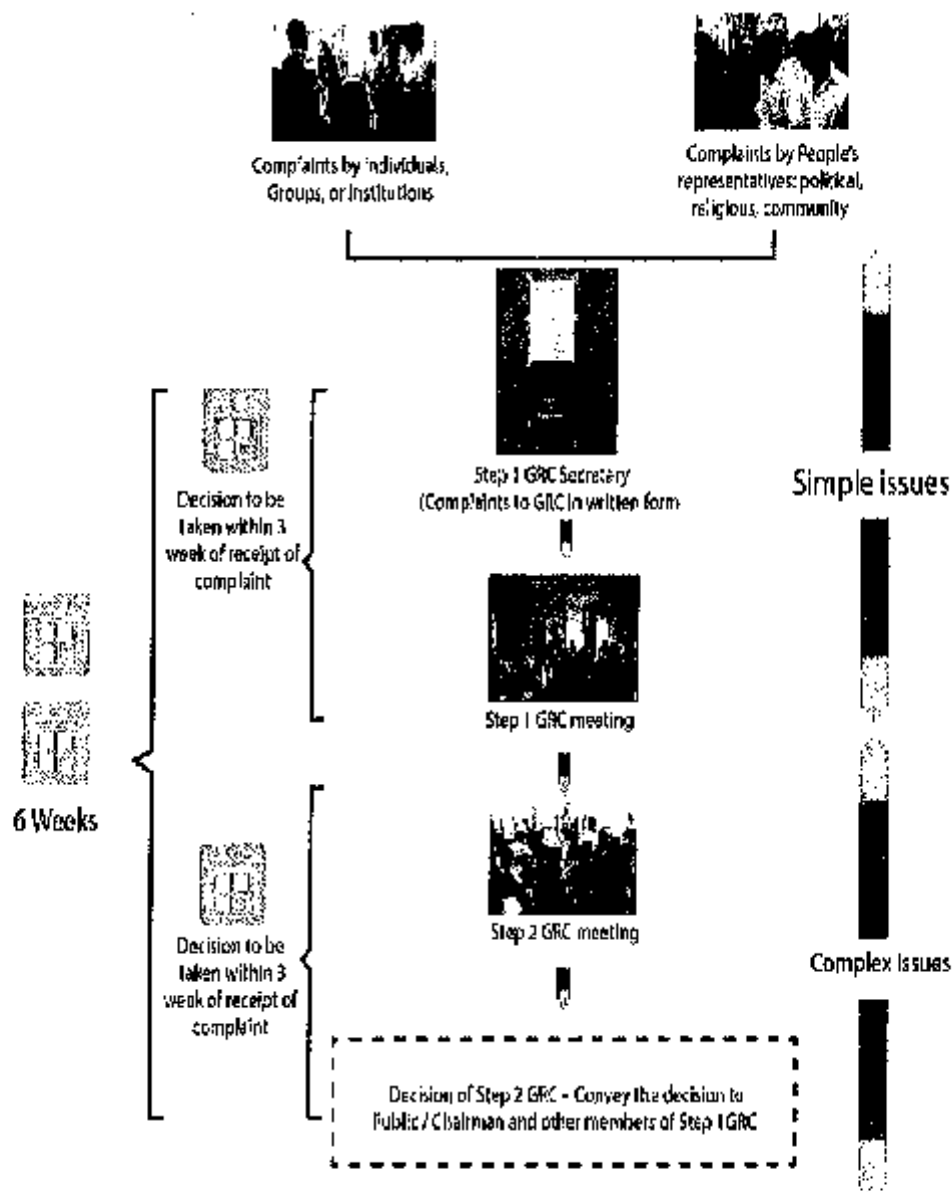 Complaints by individuals,
Groups, or institutions
Complaints by People's
representatives: political,
religious, community
Step 1 GRC Secretary
(Complaints to GRC in written form
Decision to be
taken within 3
week of receipt of
complaint
Simple issues
Step 1 GRC meeting
6 Weeks
Step 2 GRC meeting
Decision to be
taken within 3
week of receipt of
complaint
Complex Issues
Decision of Step 2 GRC - Convey the decision to
Public / Chairman and other members of Step 1 GRC